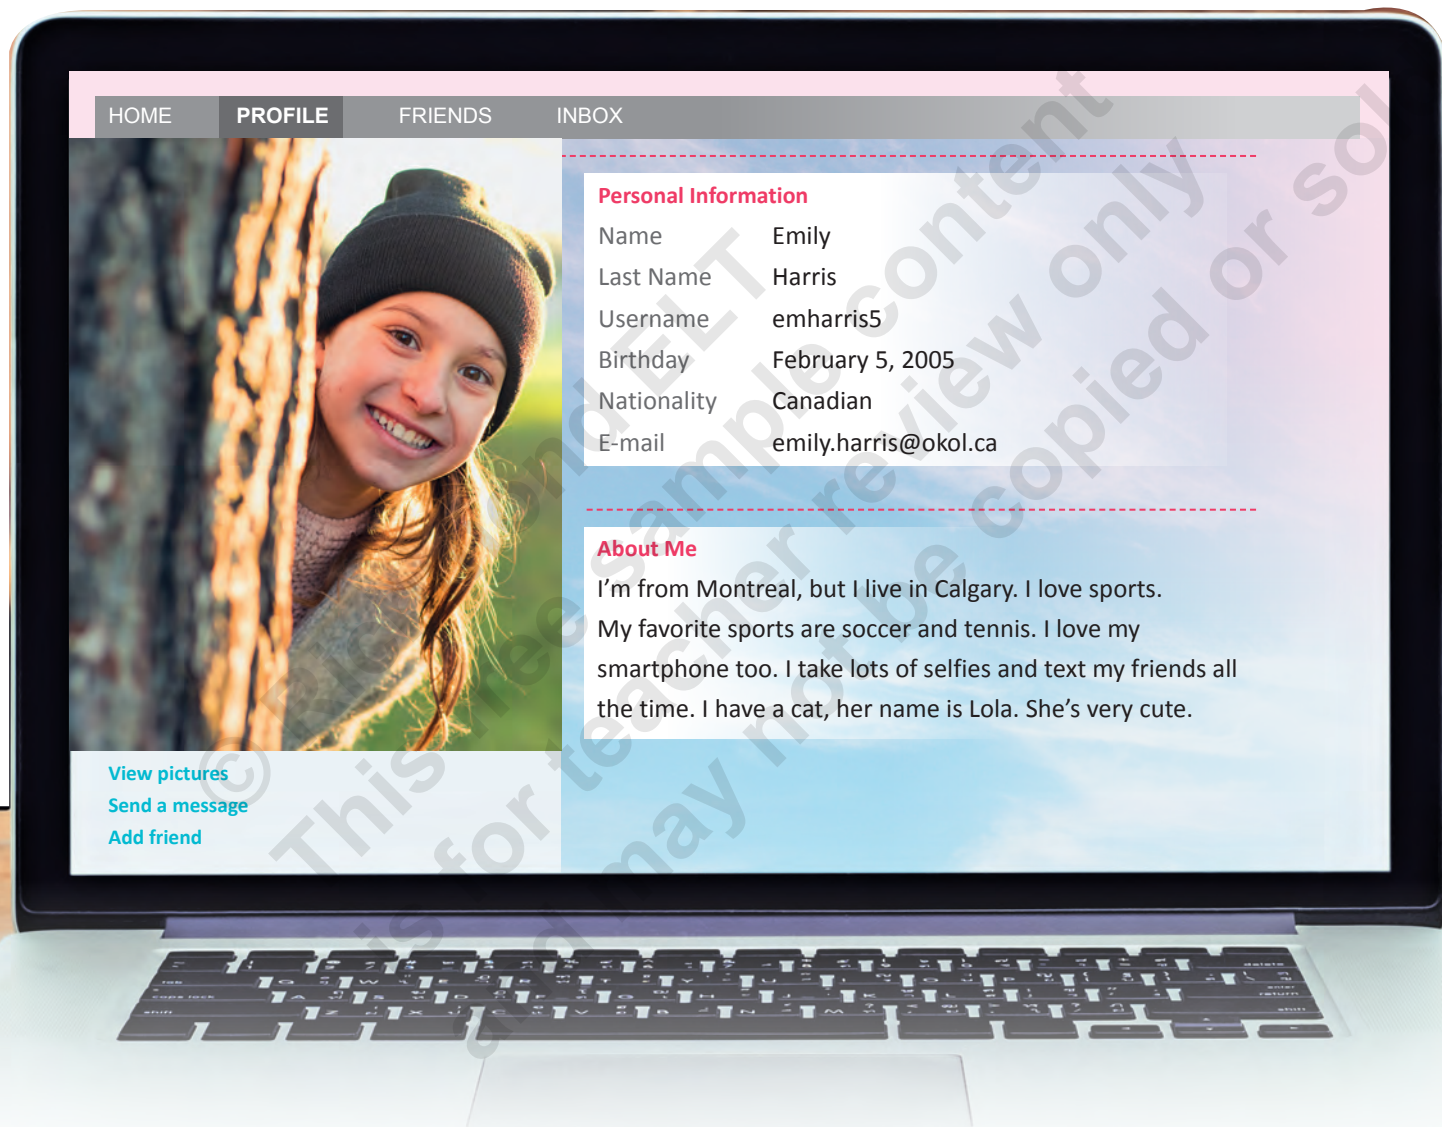 HOME PROFILE FRIENDS INBOX
Personal Information
Name Emily
Last Name Harris
Username emharris5
Birthday February 5, 2005
Nationality Canadian
E-mail emily.harris@okol.ca
About Me
I'm from Montreal, but I live in Calgary. I love sports.
My favorite sports are soccer and tennis. I love my
smartphone too. I take lots of selfies and text my friends all
the time. I have a cat, her name is Lola. She's very cute.
View pictures
Send a message
Add friend
This free sample content
is for teacher review only
and may not be copied or